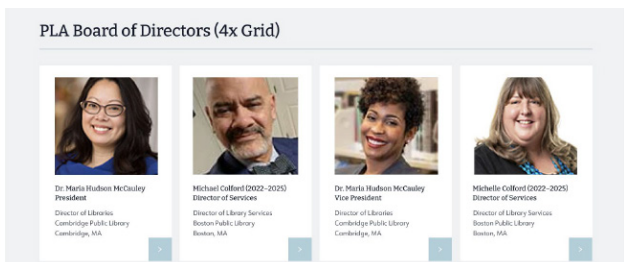 PLA Board of Directors (4x Grid)
Dr. Maria Hudson McCauley
President
Director of Libraries
Cambridge Public Library
Cambridge, MA
>
Michael Colford (2022–2025)
Director of Services
Director of Library Services
Boston Public Library
Boston, MA
>
Dr. Maria Hudson McCauley
Vice President
Director of Libraries
Cambridge Public Library
Cambridge, MA
>
Michelle Colford (2022–2025)
Director of Services
Director of Library Services
Boston Public Library
Boston, MA
>